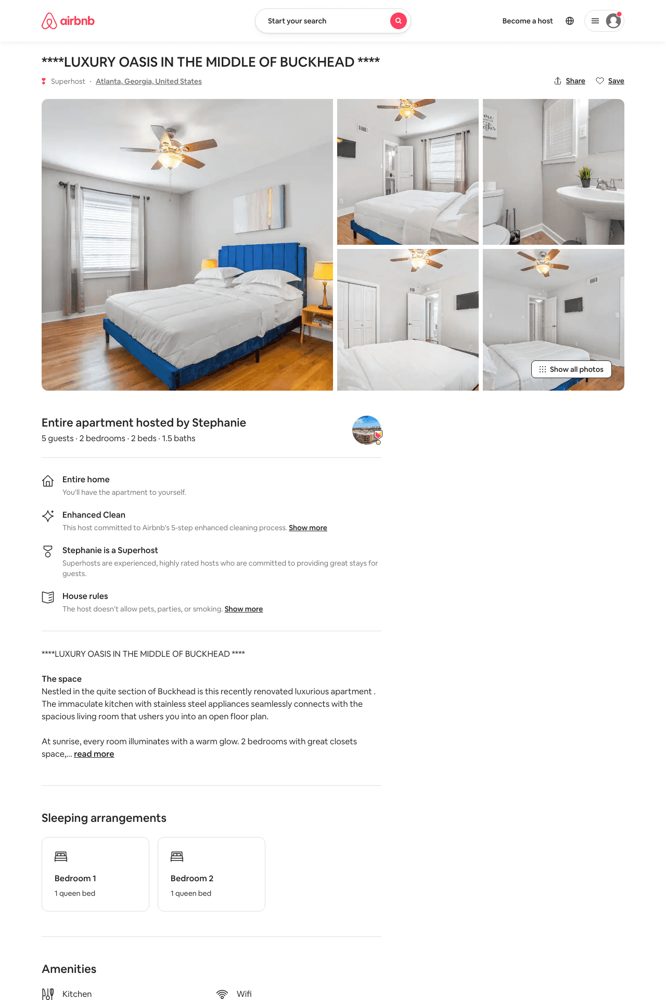 airbnb
Start your search
Become a host
****LUXURY OASIS IN THE MIDDLE OF BUCKHEAD ****
Superhost · Atlanta, Georgia, United States
Share
Save
Show all photos
Entire apartment hosted by Stephanie
5 guests · 2 bedrooms · 2 beds · 1.5 baths
Entire home
You’ll have the apartment to yourself.
Enhanced Clean
This host committed to Airbnb's 5-step enhanced cleaning process. Show more
Stephanie is a Superhost
Superhosts are experienced, highly rated hosts who are committed to providing great stays for
guests.
House rules
The host doesn’t allow pets, parties, or smoking. Show more
****LUXURY OASIS IN THE MIDDLE OF BUCKHEAD ****
The space
Nestled in the quite section of Buckhead is this recently renovated luxurious apartment .
The immaculate kitchen with stainless steel appliances seamlessly connects with the
spacious living room that ushers you into an open floor plan.
At sunrise, every room illuminates with a warm glow. 2 bedrooms with great closets
space,... read more
Sleeping arrangements
Bedroom 1
1 queen bed
Bedroom 2
1 queen bed
Amenities
Kitchen
Wifi